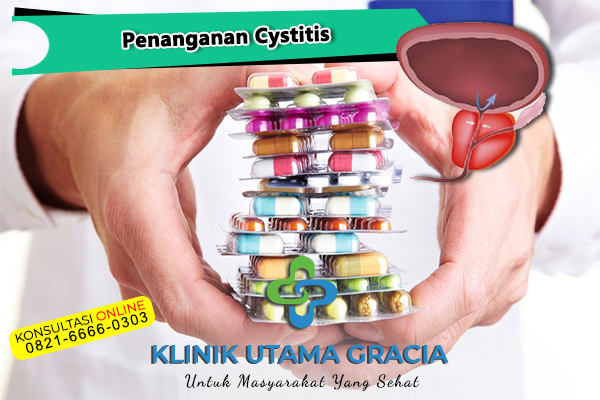 Penanganan Cystitis
KONSULTASI ONLINE
0821-6666-0303
KLINIK UTAMA GRACIA
Untuk Masyarakat Yang Sehat